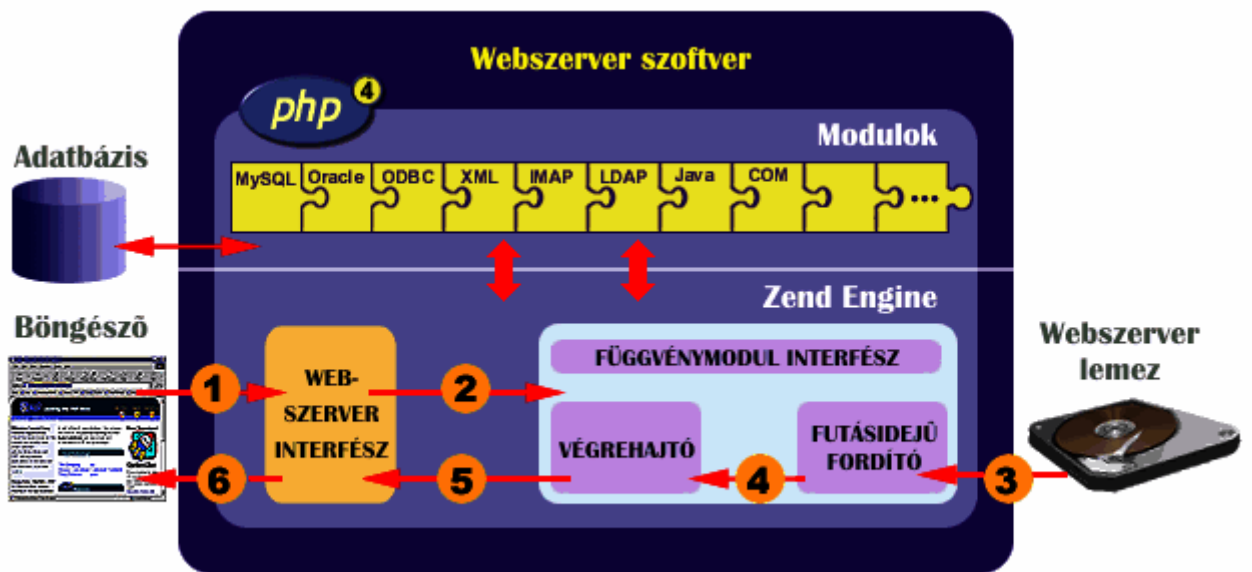 Webszerver szoftver
php 4
Modulok
Adatbázis
MySQL Oracle ODBC XML IMAP LDAP Java COM ...
Zend Engine
Böngészõ
Webszerver
lemez
FÜGGVÉNYMODUL INTERFÉSZ
1
WEB-
SZERVER
INTERFÉSZ
2
VÉGREHAJTÓ
FUTÁSIDEJÛ
FORDÍTÓ
6
5
4
3